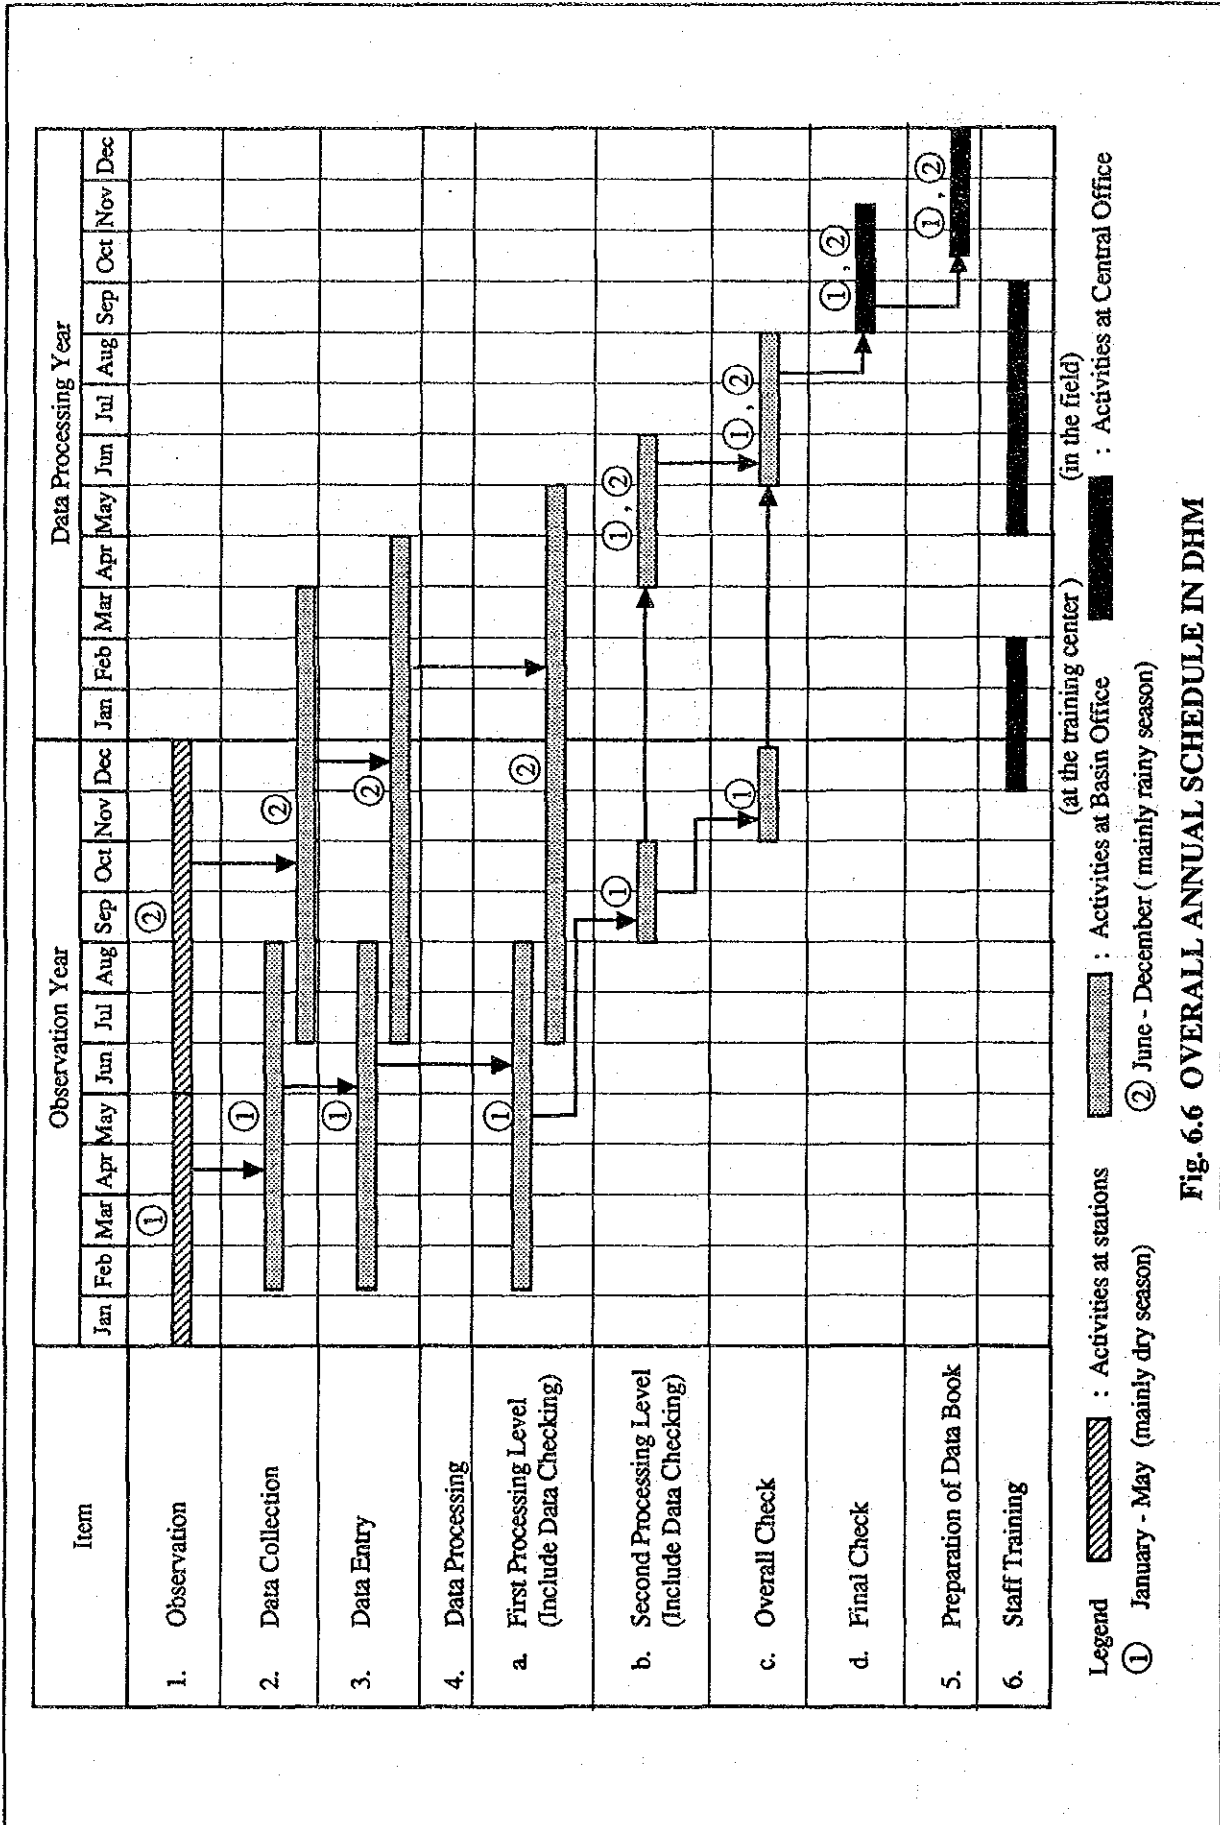 Item
Observation Year
Data Processing Year
Jan Feb Mar Apr May Jun Jul Aug Sep Oct Nov Dec Jan Feb Mar Apr May Jun Jul Aug Sep Oct Nov Dec
1. Observation
① ②
2. Data Collection
① ②
3. Data Entry
① ②
4. Data Processing
a. First Processing Level
(Include Data Checking)
① ②
b. Second Processing Level
(Include Data Checking)
① ①, ②
c. Overall Check
① ①, ②
d. Final Check
①, ②
5. Preparation of Data Book
①, ②
6. Staff Training
(at the training center) (in the field)
Legend : Activities at stations : Activities at Basin Office : Activities at Central Office
① January - May (mainly dry season) ② June - December ( mainly rainy season)
Fig. 6.6 OVERALL ANNUAL SCHEDULE IN DHM